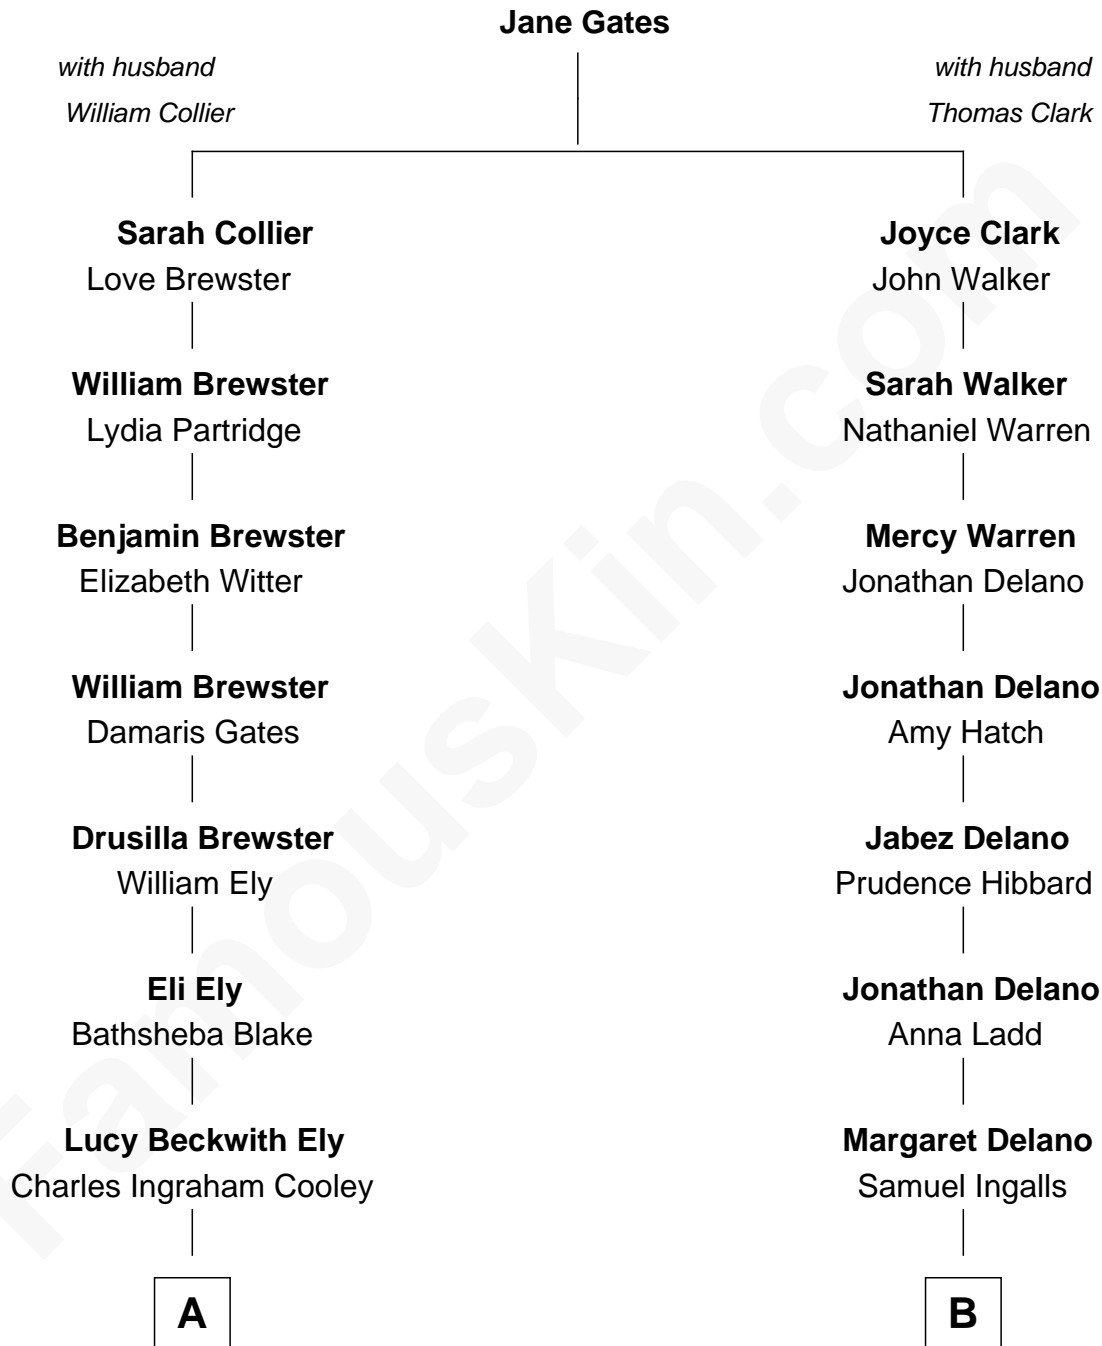 Jane Gates
with husband
William Collier
with husband
Thomas Clark
Sarah Collier
Love Brewster
Joyce Clark
John Walker
William Brewster
Lydia Partridge
Sarah Walker
Nathaniel Warren
Benjamin Brewster
Elizabeth Witter
Mercy Warren
Jonathan Delano
William Brewster
Damaris Gates
Jonathan Delano
Amy Hatch
Drusilla Brewster
William Ely
Jabez Delano
Prudence Hibbard
Eli Ely
Bathsheba Blake
Jonathan Delano
Anna Ladd
Lucy Beckwith Ely
Charles Ingraham Cooley
Margaret Delano
Samuel Ingalls
A
B
FamousKin.com